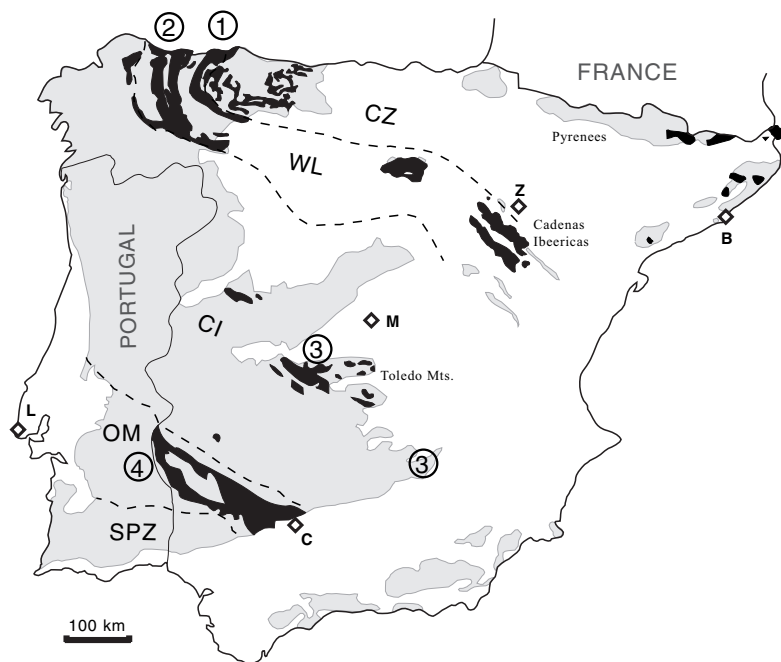 2
1
FRANCE
CZ
Pyrenees
WL
Z
Cadenas
Ibeericas
B
PORTUGAL
CI
M
3
Toledo Mts.
L
OM
4
3
SPZ
C
100 km